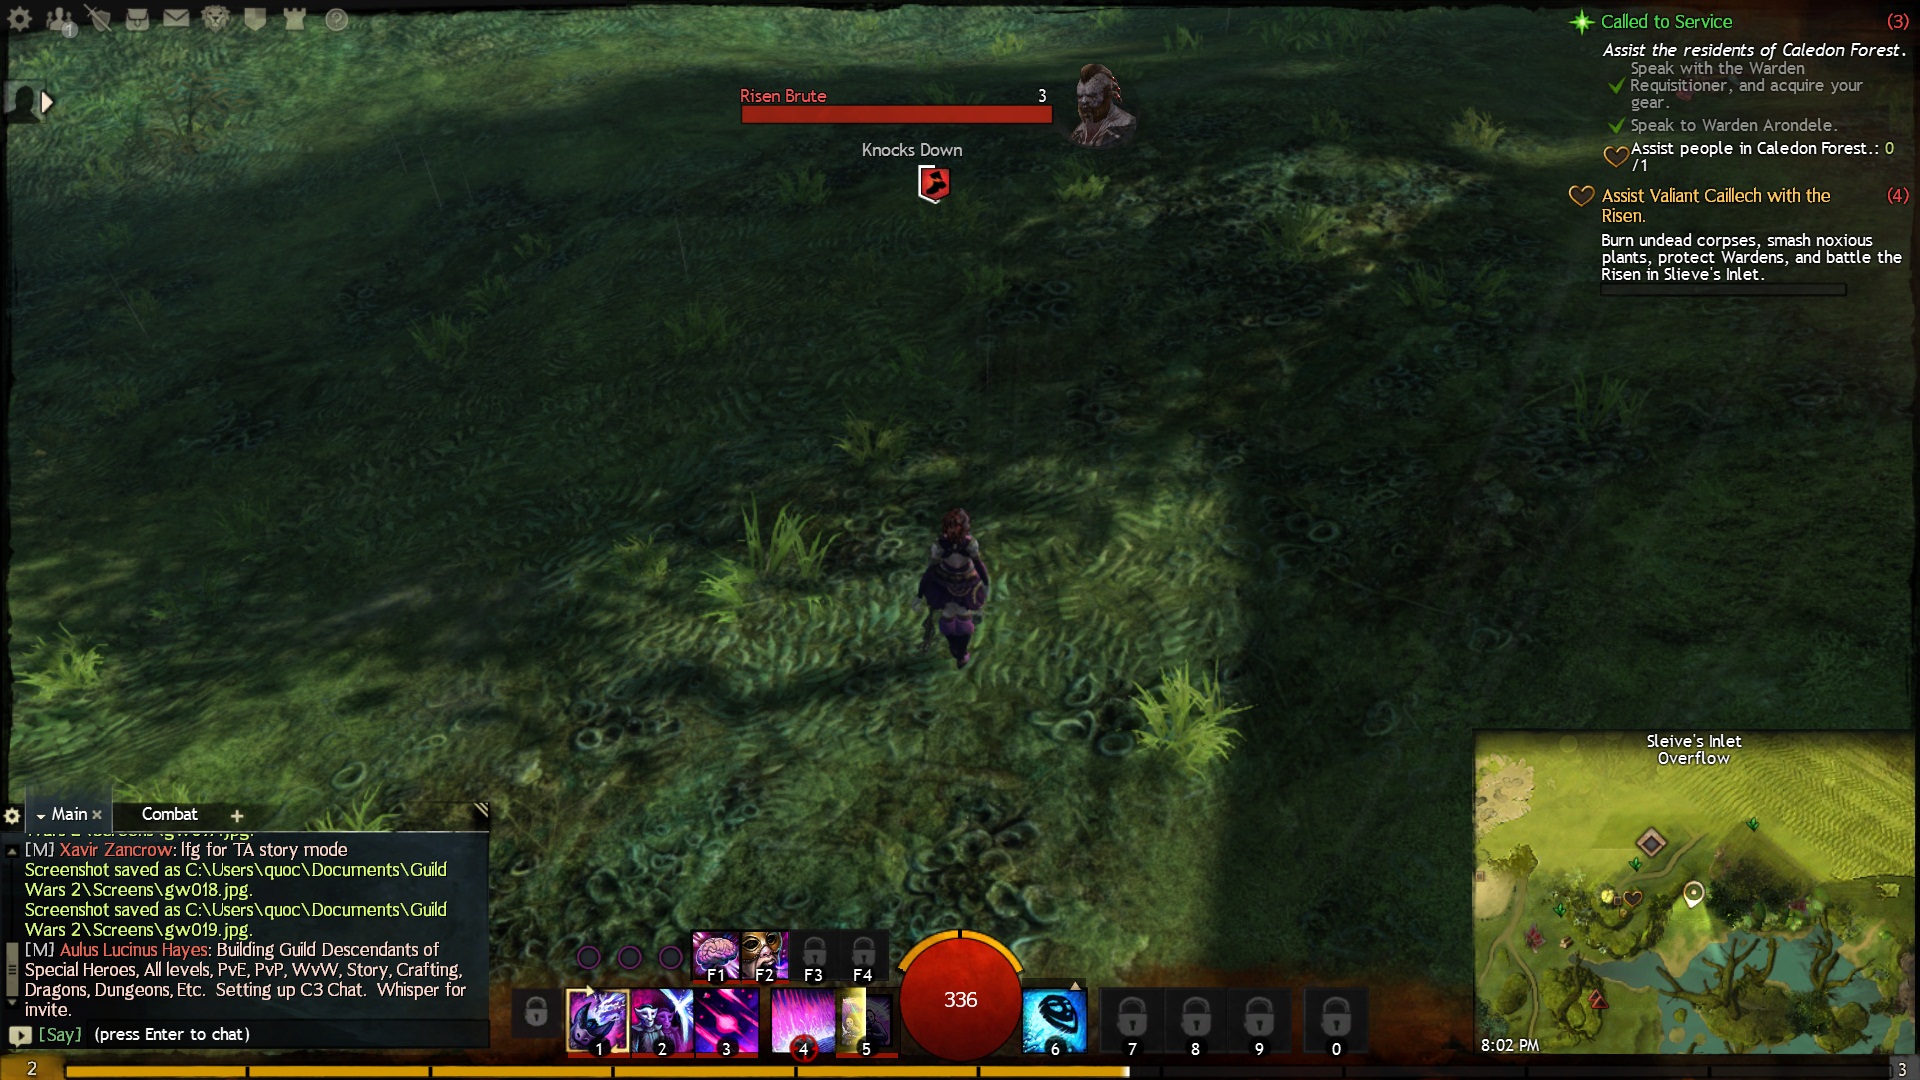 1
Called to Service (3)
Assist the residents of Caledon Forest.
Speak with the Warden
Requisitioner, and acquire your
gear.
Speak to Warden Arondele.
Assist people in Caledon Forest.: 0
/1
Assist Valiant Caillech with the (4)
Risen.
Burn undead corpses, smash noxious
plants, protect Wardens, and battle the
Risen in Slieve's Inlet.
Risen Brute 3
Knocks Down
Sleive's Inlet
Overflow
8:02 PM
Main Combat
[M] Xavir Zancrow: lfg for TA story mode
Screenshot saved as C:\Users\quoc\Documents\Guild
Wars 2\Screens\gw018.jpg.
Screenshot saved as C:\Users\quoc\Documents\Guild
Wars 2\Screens\gw019.jpg.
[M] Aulus Lucinus Hayes: Building Guild Descendants of
Special Heroes, All levels, PvE, PvP, WvW, Story, Crafting,
Dragons, Dungeons, Etc. Setting up C3 Chat. Whisper for
invite.
[Say] (press Enter to chat)
F1 F2 F3 F4
336
1 2 3 4 5 6 7 8 9 0
2 3